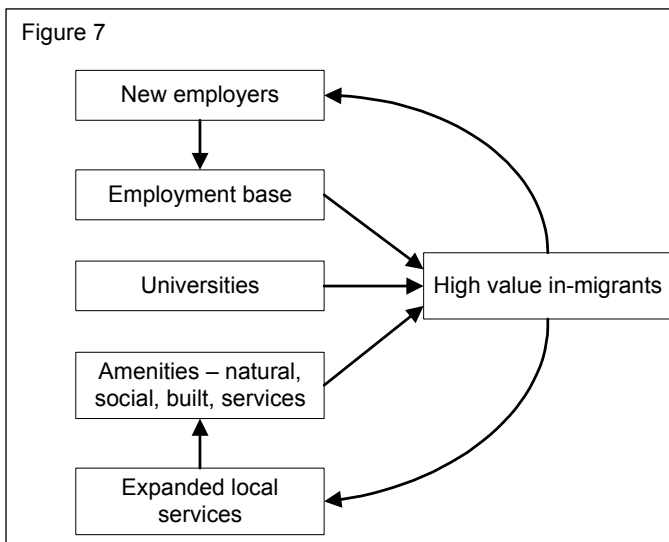 Figure 7
New employers
Employment base
Universities
High value in-migrants
Amenities – natural,
social, built, services
Expanded local
services